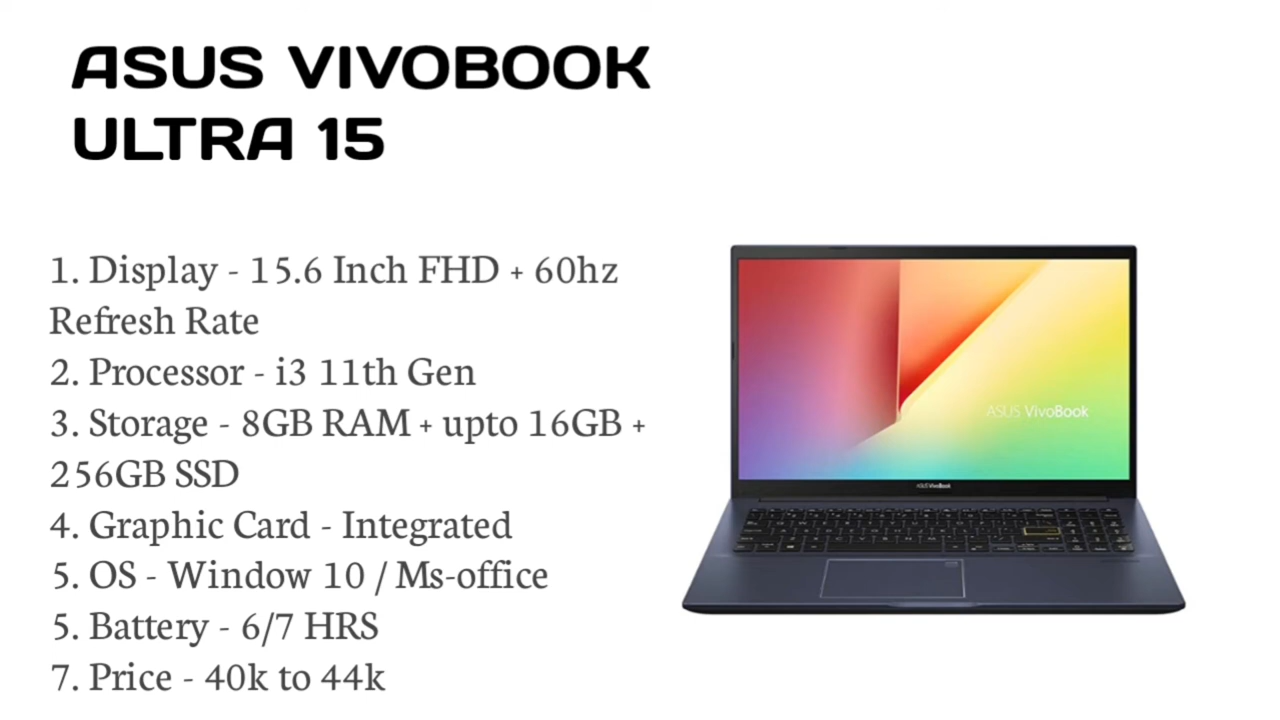 ASUS VIVOBOOK
ULTRA 15
1. Display - 15.6 Inch FHD + 60hz
Refresh Rate
2. Processor - i3 11th Gen
3. Storage - 8GB RAM + upto 16GB +
256GB SSD
4. Graphic Card - Integrated
5. OS - Window 10 / Ms-office
5. Battery - 6/7 HRS
7. Price - 40k to 44k
ASUS VivoBook
ASUS VivoBook